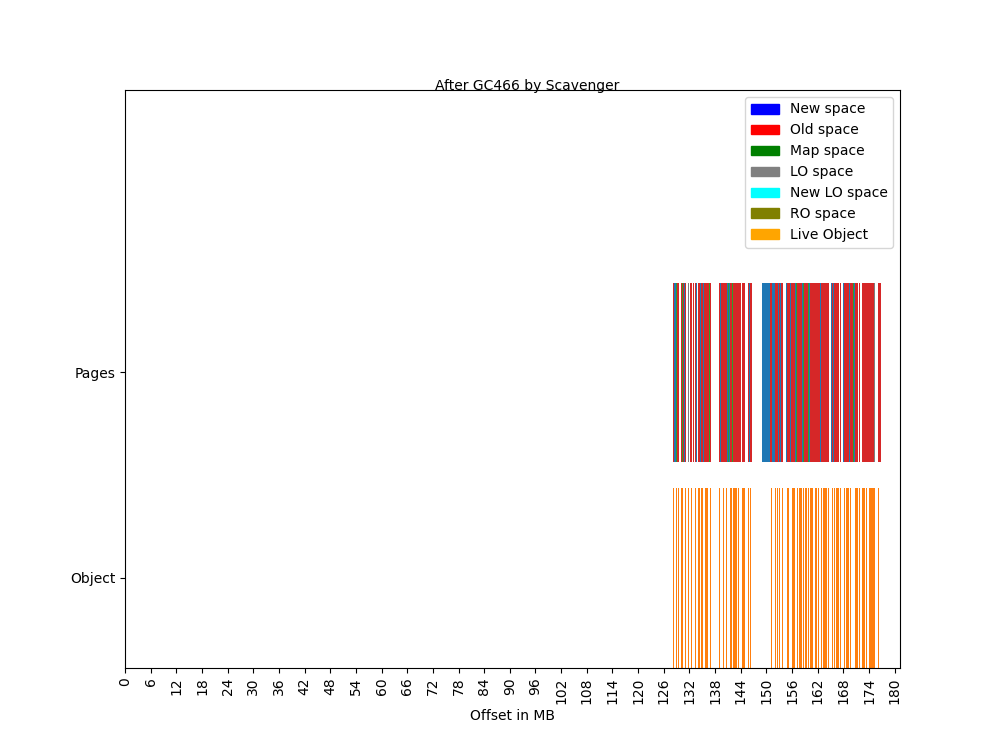 After GC466 by Scavenger
New space
Old space
Map space
LO space
New LO space
RO space
Live Object
Pages
Object
0 6 12 18 24 30 36 42 48 54 60 66 72 78 84 90 96 102 108 114 120 126 132 138 144 150 156 162 168 174 180
Offset in MB